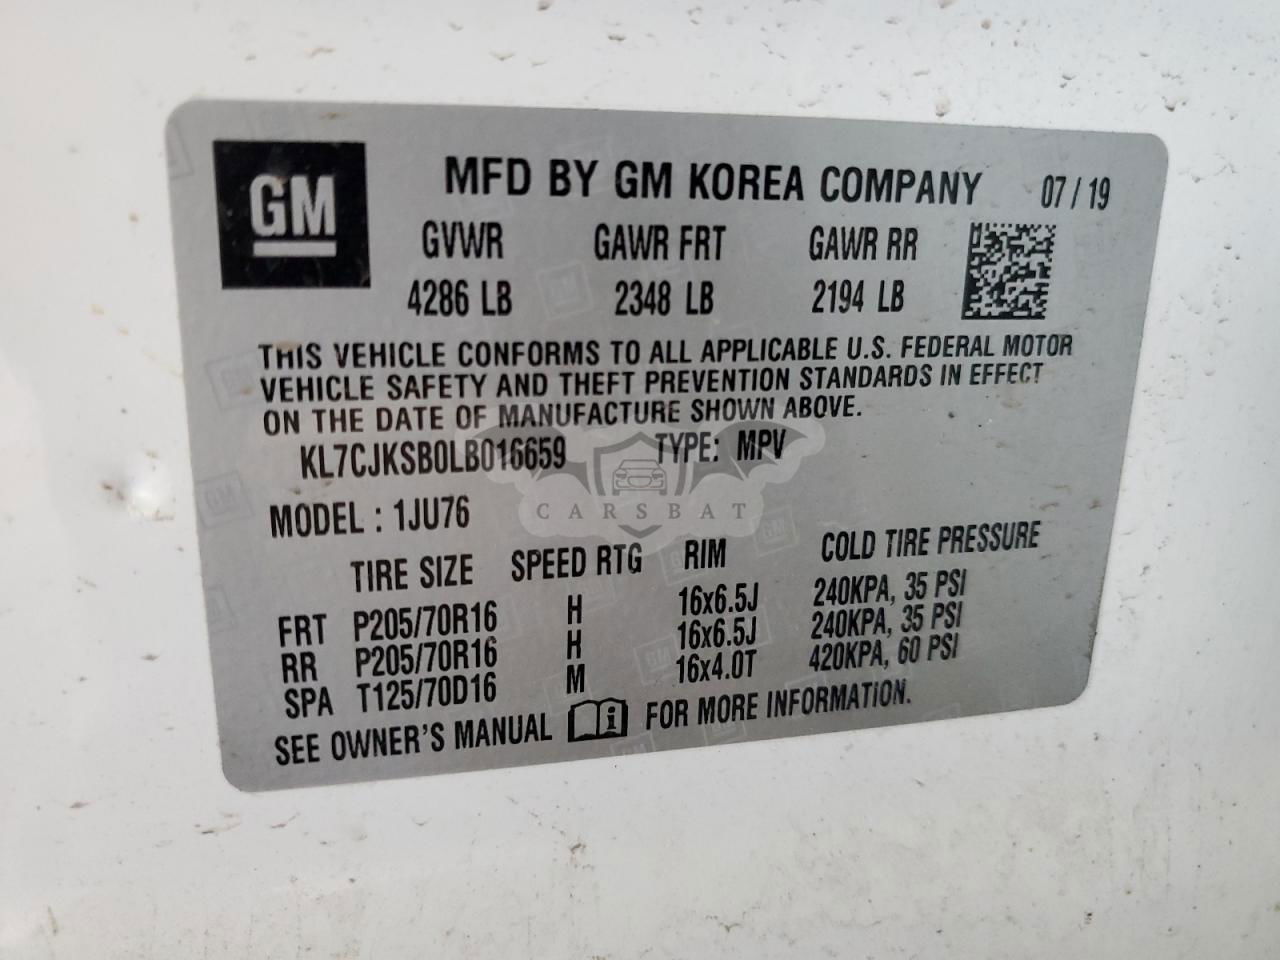 GM
MFD BY GM KOREA COMPANY 07/19
GVWR GAWR FRT GAWR RR
4286 LB 2348 LB 2194 LB
THIS VEHICLE CONFORMS TO ALL APPLICABLE U.S. FEDERAL MOTOR
VEHICLE SAFETY AND THEFT PREVENTION STANDARDS IN EFFECT
ON THE DATE OF MANUFACTURE SHOWN ABOVE.
KL7CJKSB0LB016659 TYPE: MPV
CARSBAT
MODEL: 1JU76
TIRE SIZE SPEED RTG RIM COLD TIRE PRESSURE
FRT P205/70R16 H 16x6.5J 240KPA, 35 PSI
RR P205/70R16 H 16x6.5J 240KPA, 35 PSI
SPA T125/70D16 M 16x4.0T 420KPA, 60 PSI
SEE OWNER'S MANUAL FOR MORE INFORMATION.